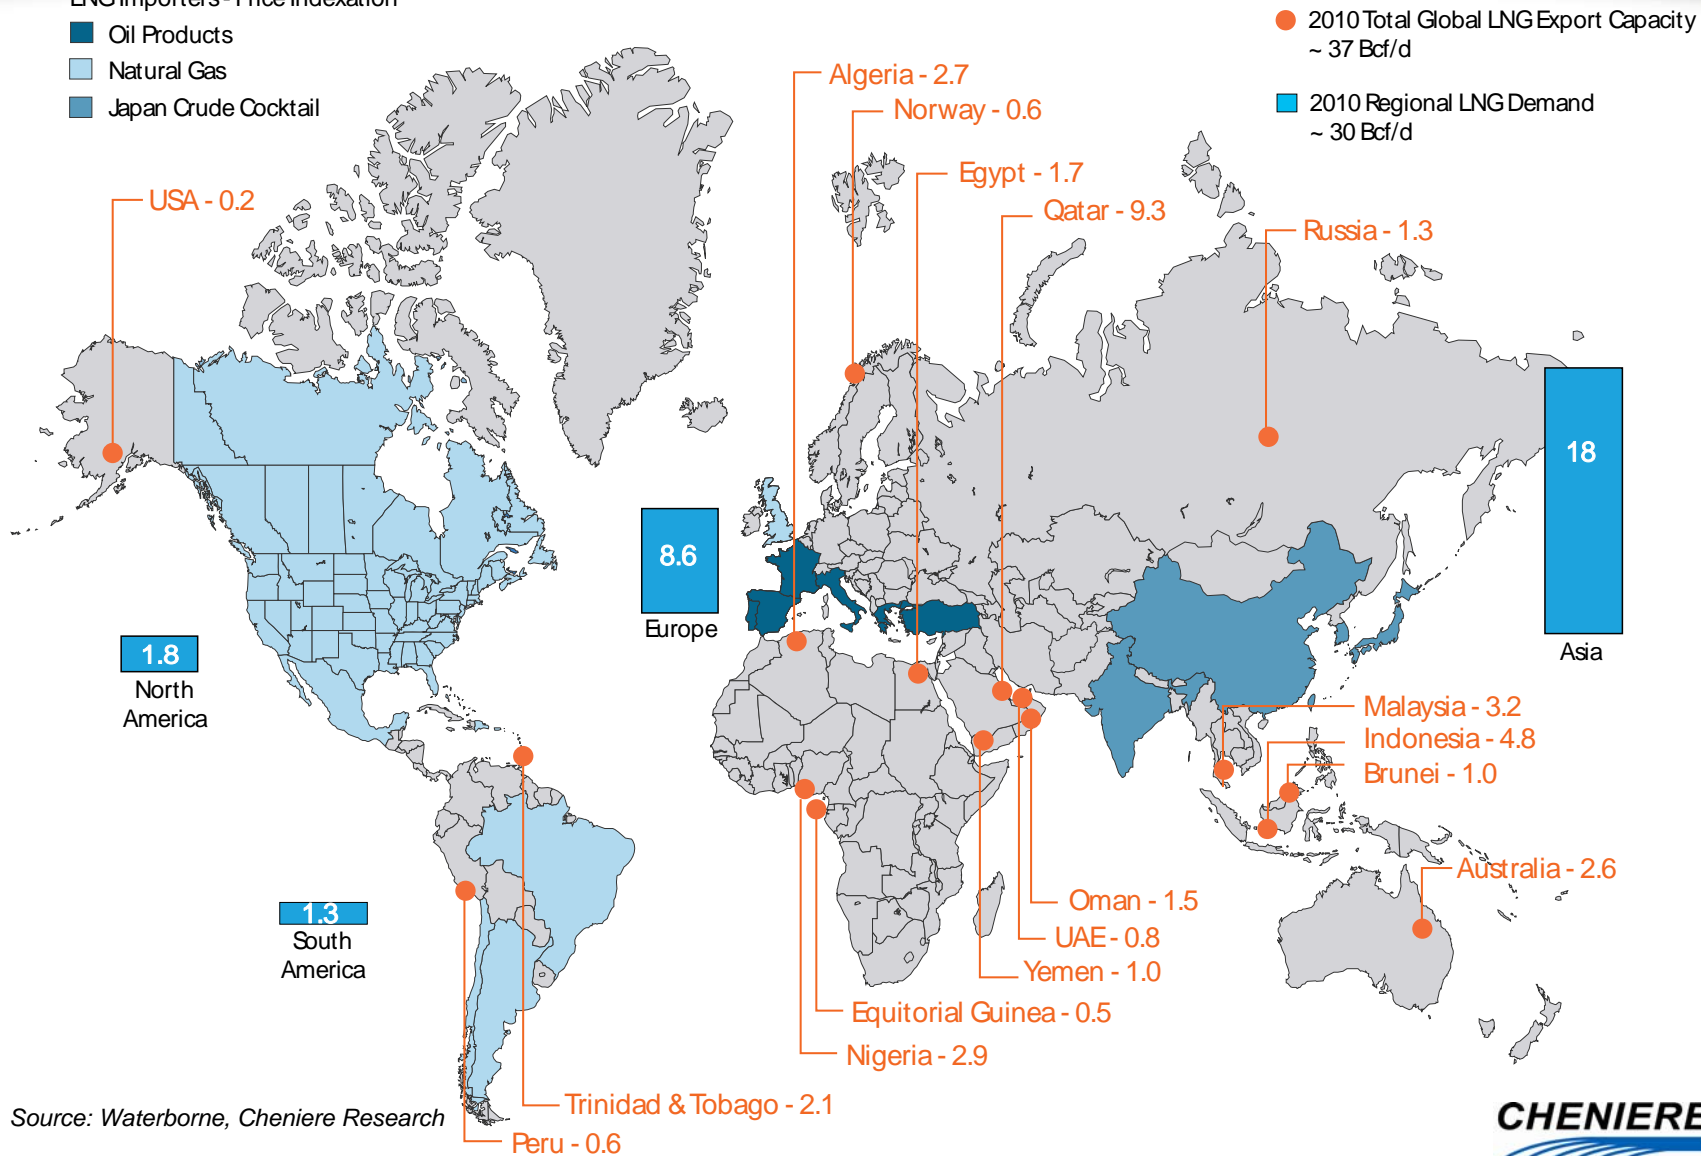 LNG Importers - Price Indexation
Oil Products
Natural Gas
Japan Crude Cocktail
2010 Total Global LNG Export Capacity
~ 37 Bcf/d
2010 Regional LNG Demand
~ 30 Bcf/d
Algeria - 2.7
Norway - 0.6
Egypt - 1.7
Qatar - 9.3
USA - 0.2
Russia - 1.3
18
Asia
8.6
Europe
1.8
North
America
Malaysia - 3.2
Indonesia - 4.8
Brunei - 1.0
Australia - 2.6
1.3
South
America
Oman - 1.5
UAE - 0.8
Yemen - 1.0
Equitorial Guinea - 0.5
Nigeria - 2.9
Trinidad & Tobago - 2.1
Peru - 0.6
Source: Waterborne, Cheniere Research
CHENIERE